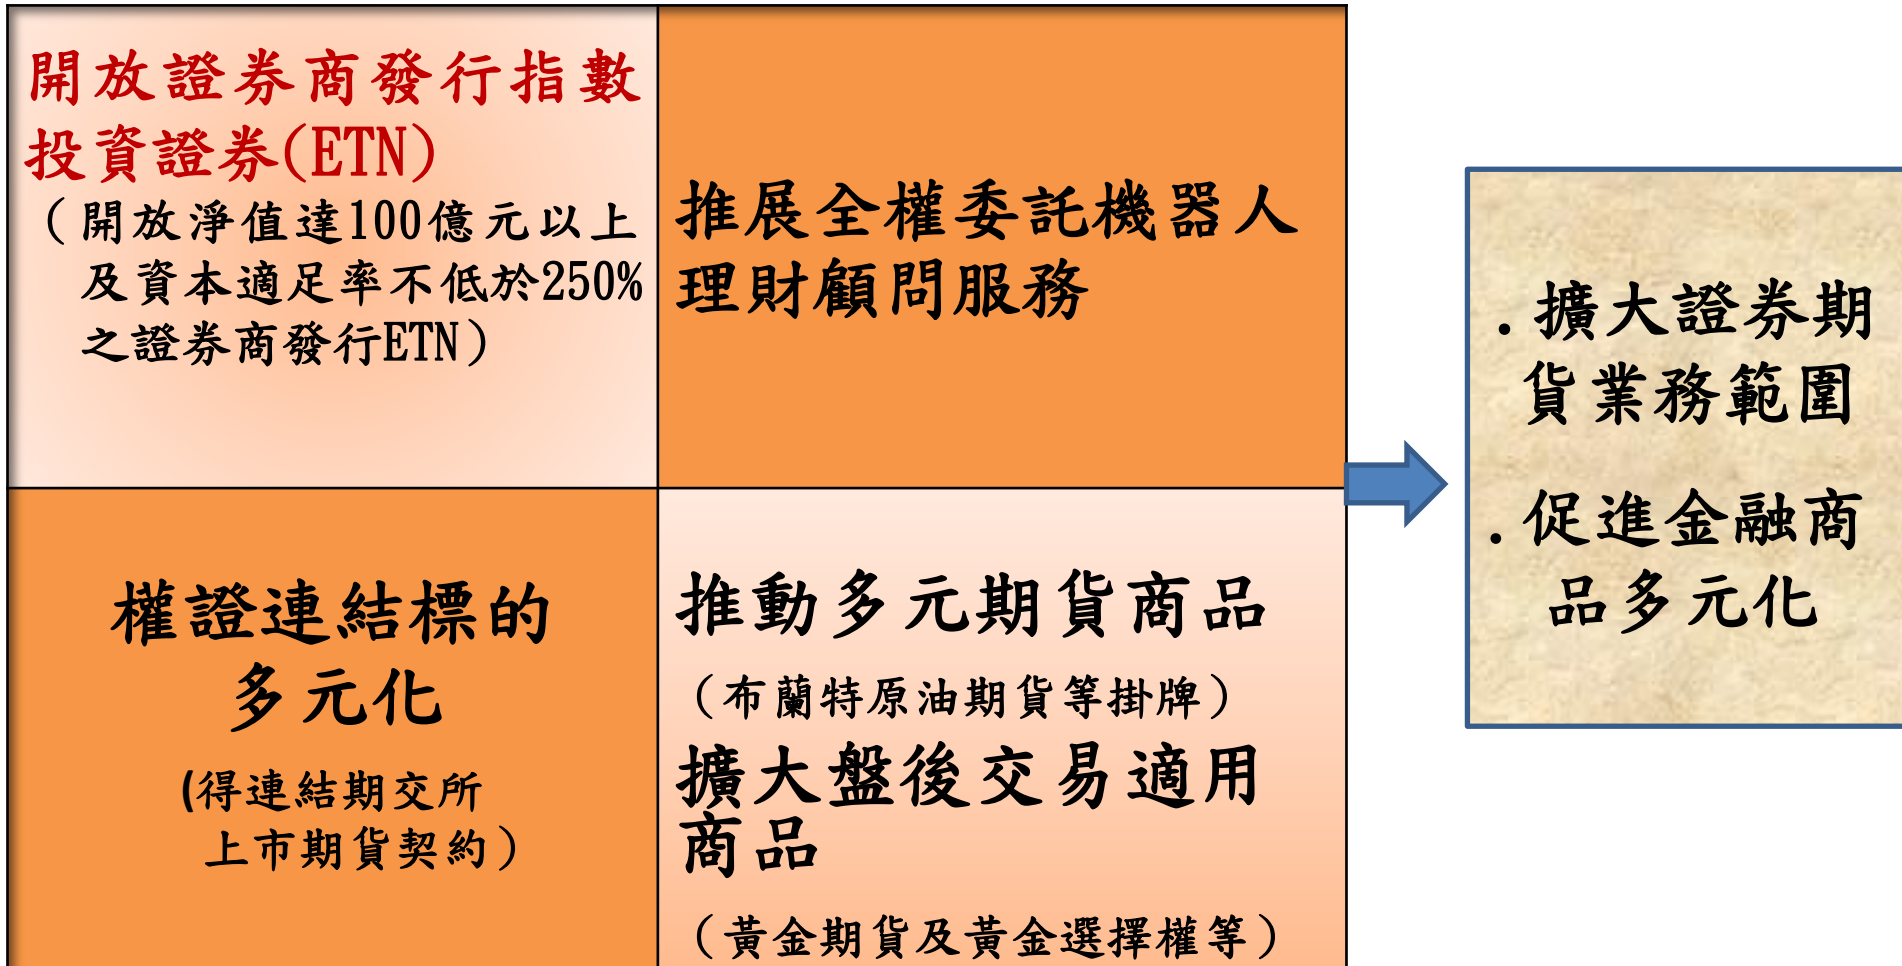 開放證券商發行指數
投資證券(ETN)
（開放淨值達100億元以上
及資本適足率不低於250%
之證券商發行ETN）
推展全權委託機器人
理財顧問服務
權證連結標的
多元化
(得連結期交所
上市期貨契約）
推動多元期貨商品
（布蘭特原油期貨等掛牌）
擴大盤後交易適用
商品
（黃金期貨及黃金選擇權等）
.擴大證券期
貨業務範圍
.促進金融商
品多元化